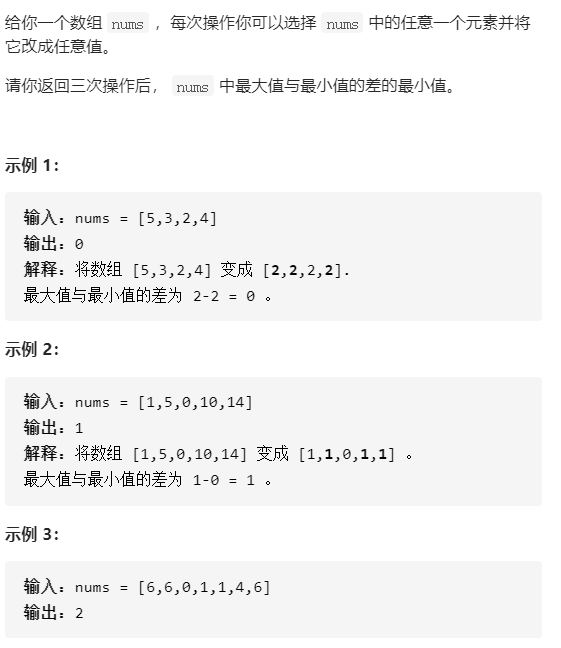 给你一个数组 nums ，每次操作你可以选择 nums 中的任意一个元素并将
它改成任意值。
请你返回三次操作后， nums 中最大值与最小值的差的最小值。
示例 1：
输入：nums = [5,3,2,4]
输出：0
解释：将数组 [5,3,2,4] 变成 [2,2,2,2].
最大值与最小值的差为 2-2 = 0 。
示例 2：
输入：nums = [1,5,0,10,14]
输出：1
解释：将数组 [1,5,0,10,14] 变成 [1,1,0,1,1] 。
最大值与最小值的差为 1-0 = 1 。
示例 3：
输入：nums = [6,6,0,1,1,4,6]
输出：2